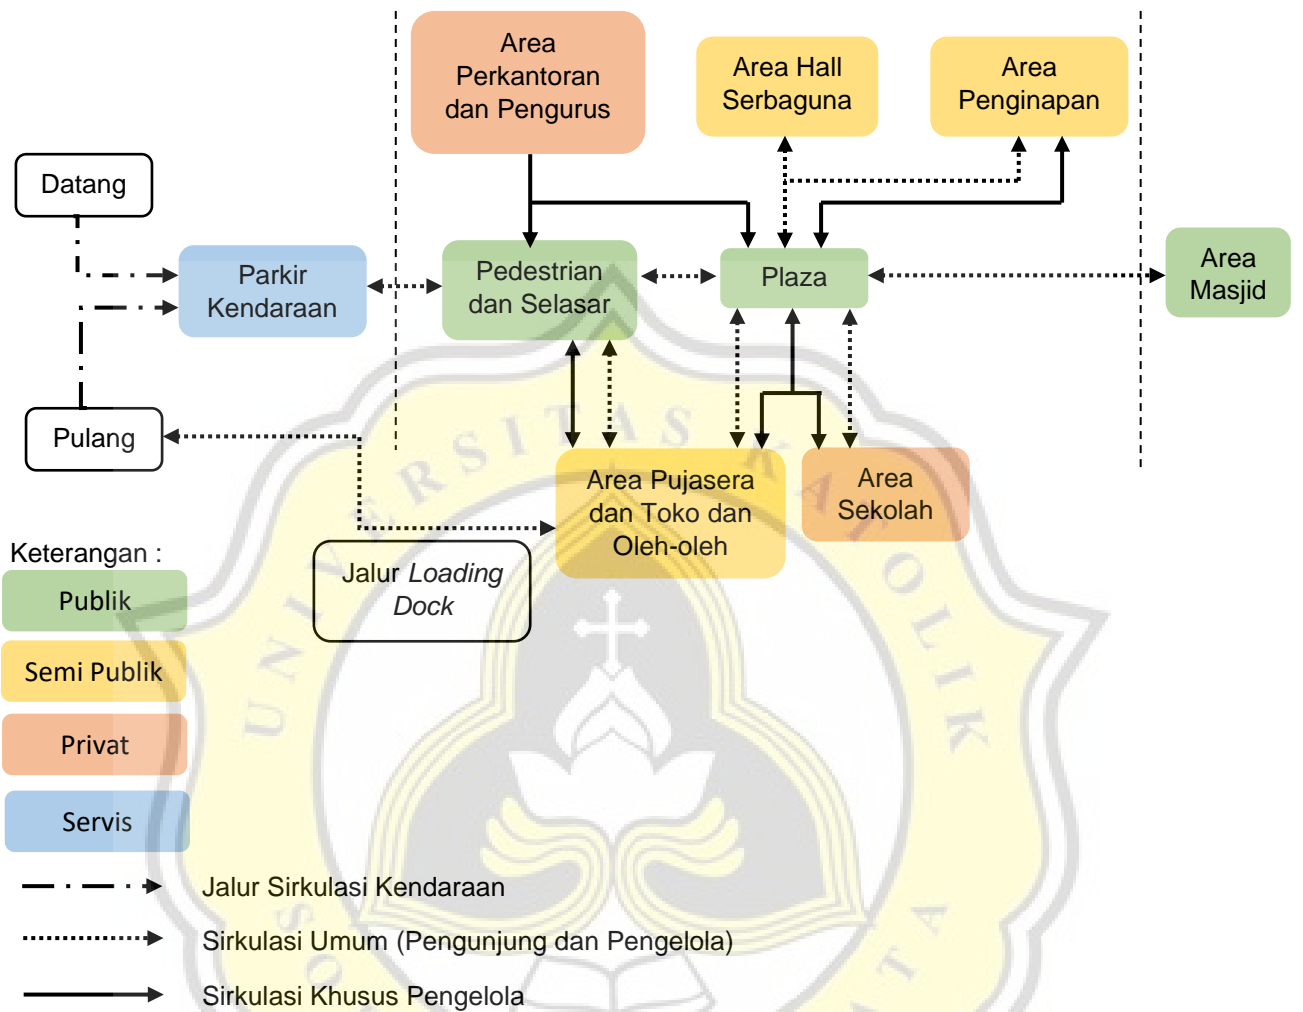 Area
Perkantoran
dan Pengurus
Area Hall
Serbaguna
Area
Penginapan
Datang
Parkir
Kendaraan
Pedestrian
dan Selasar
Plaza
Area
Masjid
Pulang
Area Pujasera
dan Toko dan
Oleh-oleh
Area
Sekolah
Jalur Loading
Dock
Keterangan :
Publik
Semi Publik
Privat
Servis
Jalur Sirkulasi Kendaraan
Sirkulasi Umum (Pengunjung dan Pengelola)
Sirkulasi Khusus Pengelola
UNIVERSITAS KATOLIK